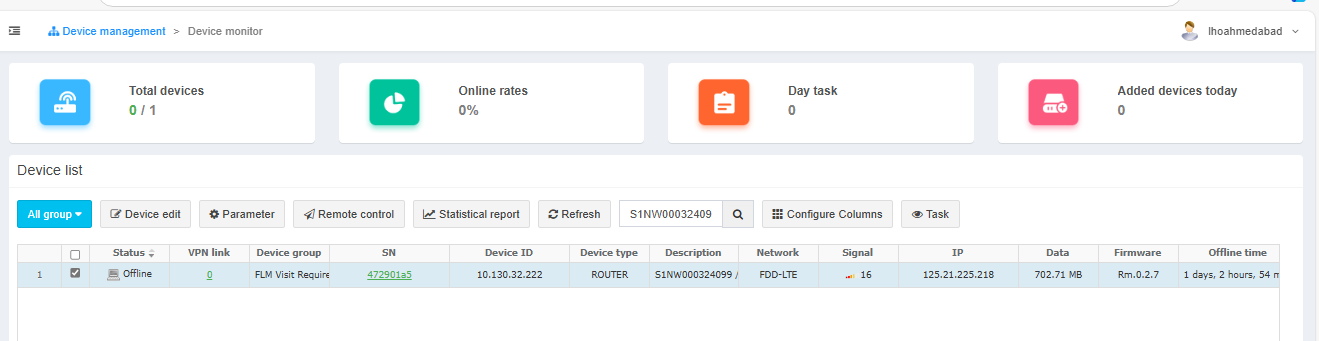 Device management > Device monitor
lhoahmedabad
Total devices
0 / 1
Online rates
0%
Day task
0
Added devices today
0
Device list
All group
Device edit
Parameter
Remote control
Statistical report
Refresh
S1NW00032409
Configure Columns
Task
Status VPN link Device group SN Device ID Device type Description Network Signal IP Data Firmware Offline time
1 Offline 0 FLM Visit Require 472901a5 10.130.32.222 ROUTER S1NW000324099 / FDD-LTE 16 125.21.225.218 702.71 MB Rm.0.2.7 1 days, 2 hours, 54 m